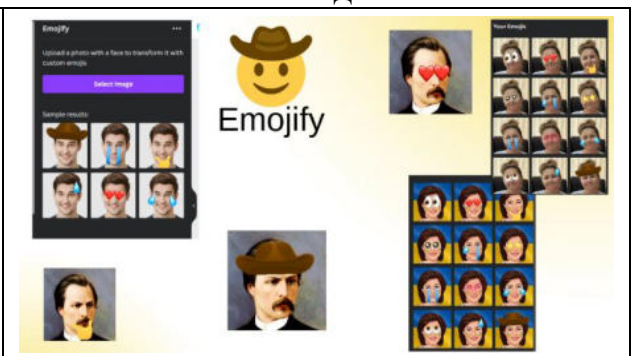 Emojify
Upload a photo with a face to transform it with
custom emojis
Select image
Sample results:
Emojify
Your Emojis